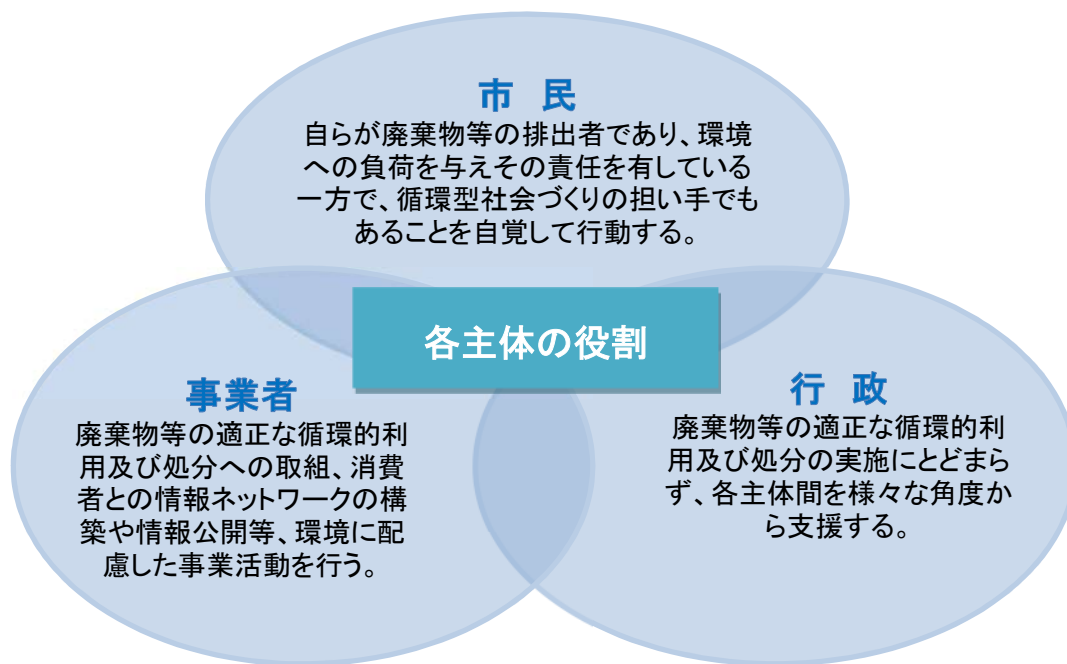 市 民
自らが廃棄物等の排出者であり、環境
への負荷を与えその責任を有している
一方で、循環型社会づくりの担い手でも
あることを自覚して行動する。
各主体の役割
事業者
廃棄物等の適正な循環的利
用及び処分への取組、消費
者との情報ネットワークの構
築や情報公開等、環境に配
慮した事業活動を行う。
行 政
廃棄物等の適正な循環的利
用及び処分の実施にとどまら
ず、各主体間を様々な角度か
ら支援する。